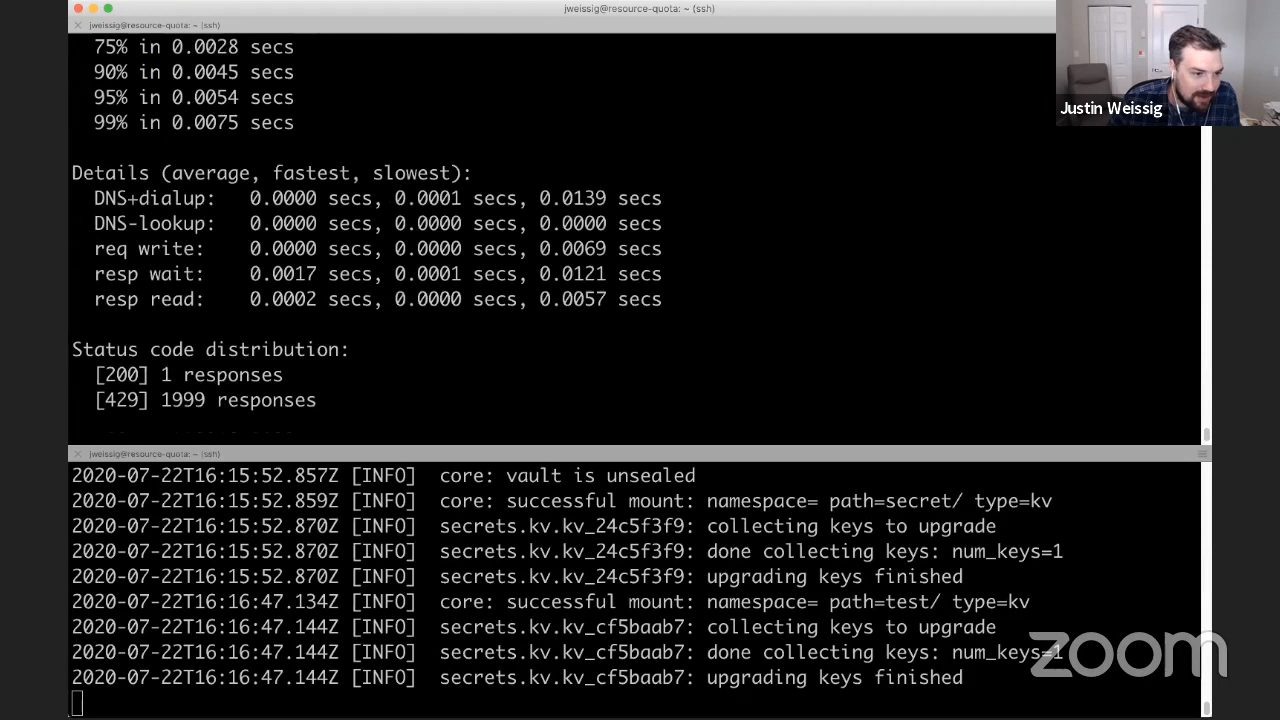 jweissig@resource-quota: ~ (ssh)
jweissig@resource-quota: ~ (ssh)
75% in 0.0028 secs
90% in 0.0045 secs
95% in 0.0054 secs
99% in 0.0075 secs
Details (average, fastest, slowest):
DNS+dialup: 0.0000 secs, 0.0001 secs, 0.0139 secs
DNS-lookup: 0.0000 secs, 0.0000 secs, 0.0000 secs
req write: 0.0000 secs, 0.0000 secs, 0.0069 secs
resp wait: 0.0017 secs, 0.0001 secs, 0.0121 secs
resp read: 0.0002 secs, 0.0000 secs, 0.0057 secs
Status code distribution:
[200] 1 responses
[429] 1999 responses
Justin Weissig
jweissig@resource-quota: ~ (ssh)
2020-07-22T16:15:52.857Z [INFO] core: vault is unsealed
2020-07-22T16:15:52.859Z [INFO] core: successful mount: namespace= path=secret/ type=kv
2020-07-22T16:15:52.870Z [INFO] secrets.kv.kv_24c5f3f9: collecting keys to upgrade
2020-07-22T16:15:52.870Z [INFO] secrets.kv.kv_24c5f3f9: done collecting keys: num_keys=1
2020-07-22T16:15:52.870Z [INFO] secrets.kv.kv_24c5f3f9: upgrading keys finished
2020-07-22T16:16:47.134Z [INFO] core: successful mount: namespace= path=test/ type=kv
2020-07-22T16:16:47.144Z [INFO] secrets.kv.kv_cf5baab7: collecting keys to upgrade
2020-07-22T16:16:47.144Z [INFO] secrets.kv.kv_cf5baab7: done collecting keys: num_keys=1
2020-07-22T16:16:47.144Z [INFO] secrets.kv.kv_cf5baab7: upgrading keys finished
zoom